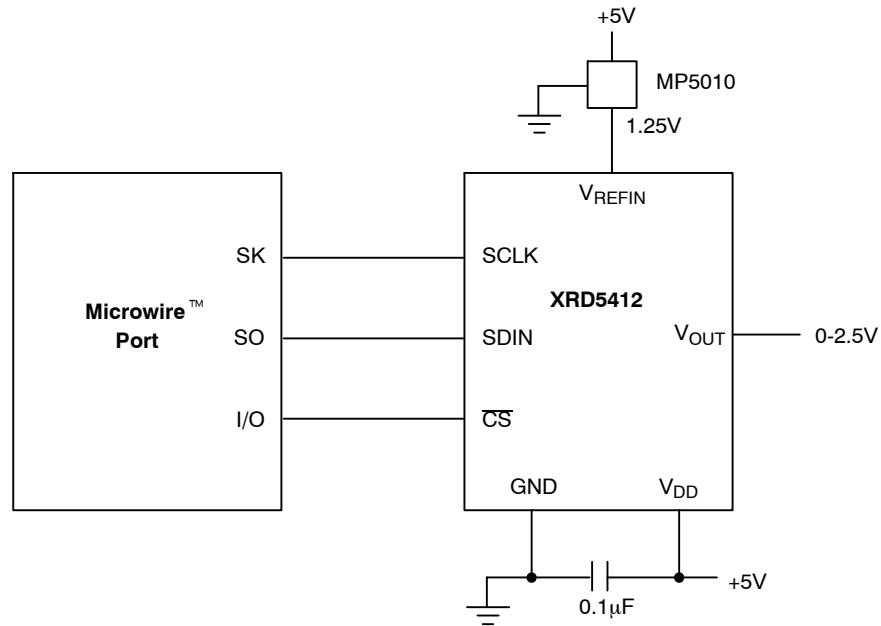 +5V
MP5010
1.25V
VREFIN
SK
SCLK
XRD5412
Microwire™
Port
SO
SDIN
VOUT
0-2.5V
I/O
CS
GND
VDD
+5V
0.1µF